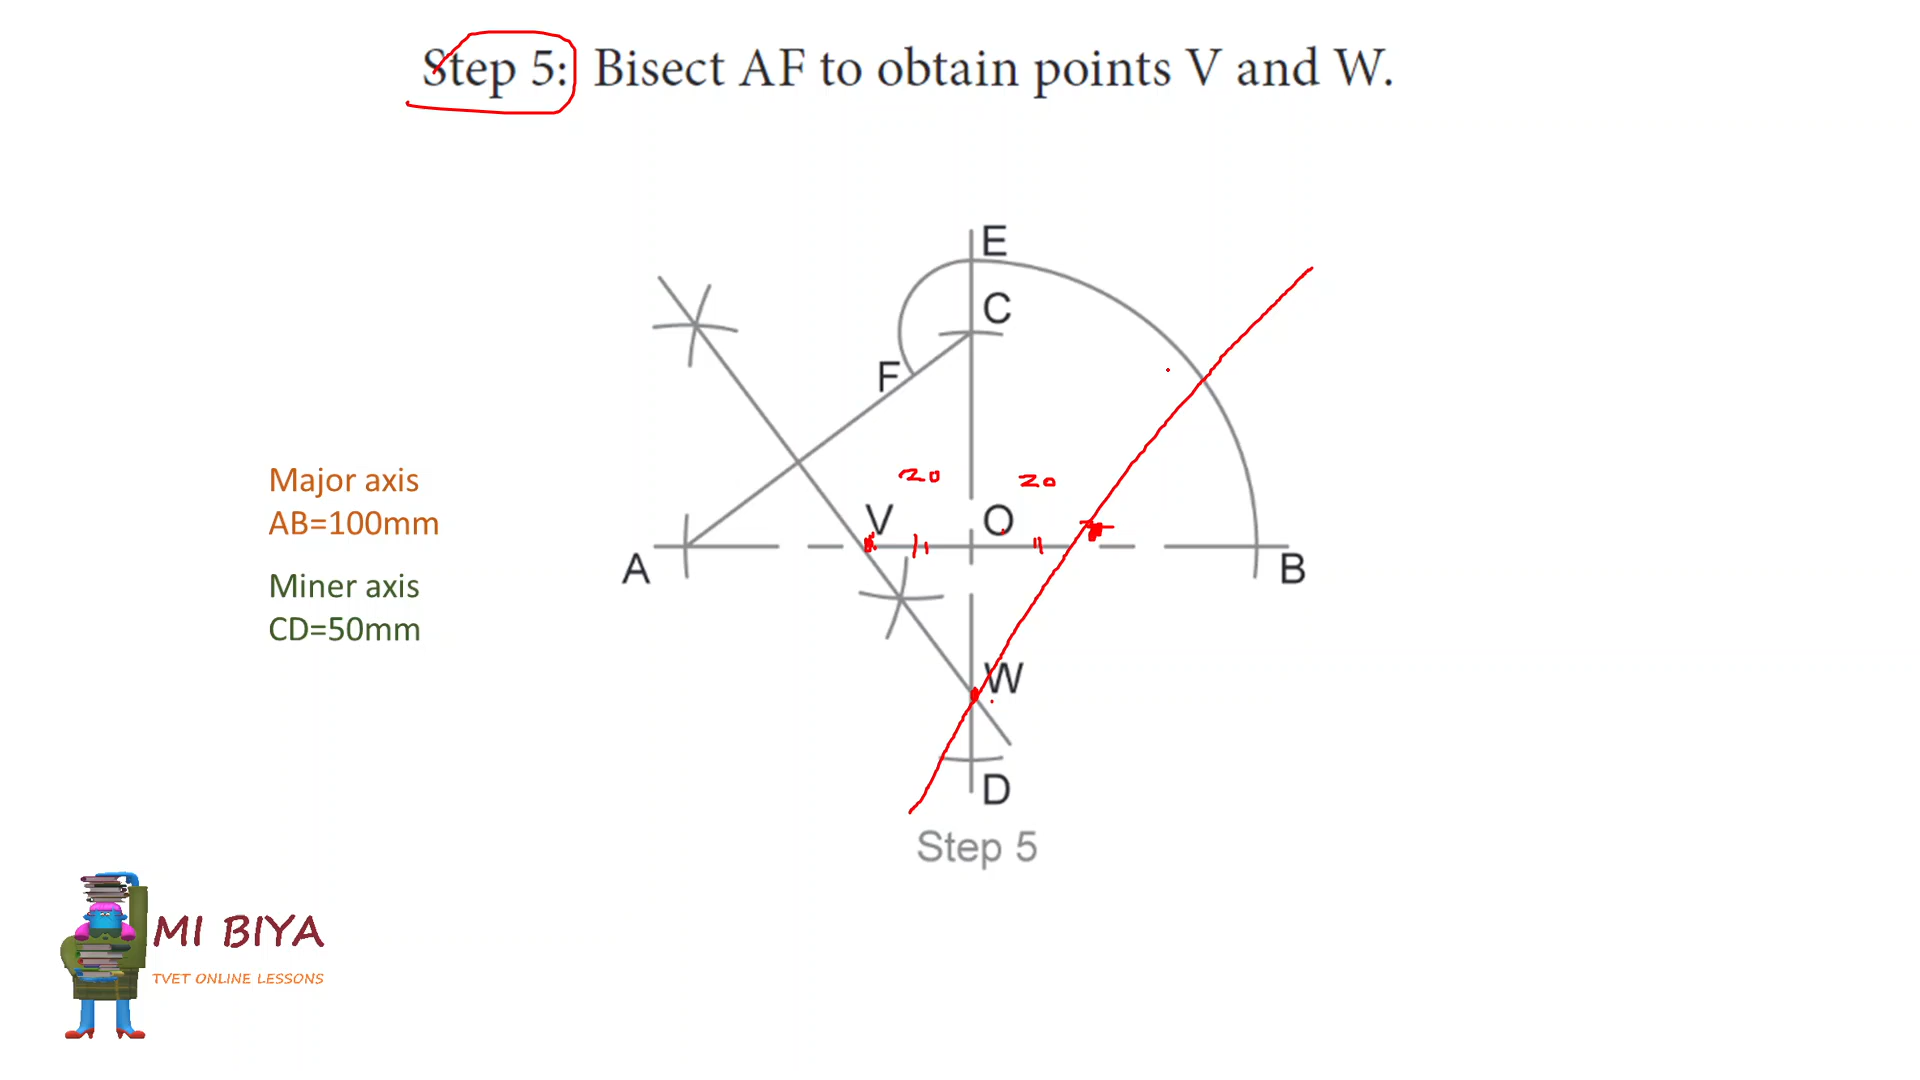 Step 5: Bisect AF to obtain points V and W.
E
C
F
Major axis
AB=100mm
20 20
V O
A B
Miner axis
CD=50mm
W
D
Step 5
MI BIYA
TVET ONLINE LESSONS